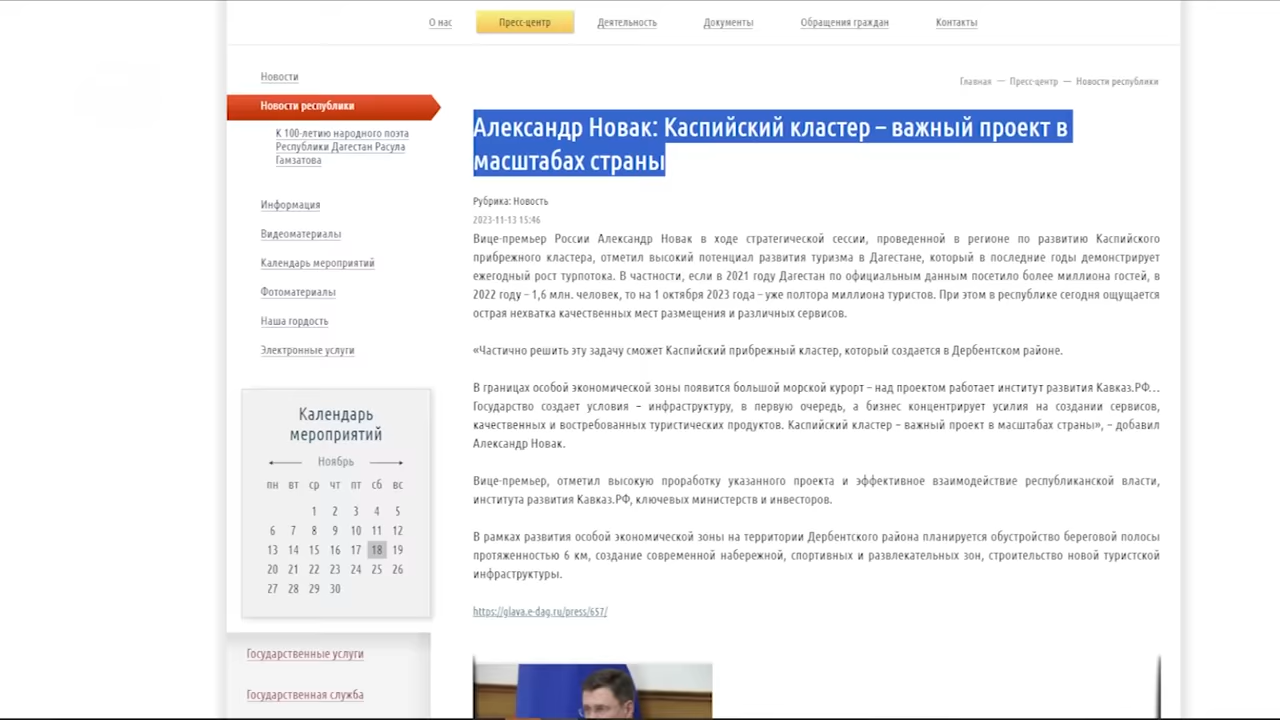 О нас
Пресс-центр
Деятельность
Документы
Обращения граждан
Контакты
Новости
Новости республики
К 100-летию народного поэта
Республики Дагестан Расула
Гамзатова
Информация
Видеоматериалы
Календарь мероприятий
Фотоматериалы
Наша гордость
Электронные услуги
Календарь
мероприятий
Ноябрь
пн вт ср чт пт сб вс
1 2 3 4 5
6 7 8 9 10 11 12
13 14 15 16 17 18 19
20 21 22 23 24 25 26
27 28 29 30
Государственные услуги
Государственная служба
Главная — Пресс-центр — Новости республики
Александр Новак: Каспийский кластер – важный проект в
масштабах страны
Рубрика: Новость
2023-11-13 15:46
Вице-премьер России Александр Новак в ходе стратегической сессии, проведенной в регионе по развитию Каспийского
прибрежного кластера, отметил высокий потенциал развития туризма в Дагестане, который в последние годы демонстрирует
ежегодный рост турпотока. В частности, если в 2021 году Дагестан по официальным данным посетило более миллиона гостей, в
2022 году – 1,6 млн. человек, то на 1 октября 2023 года – уже полтора миллиона туристов. При этом в республике сегодня ощущается
острая нехватка качественных мест размещения и различных сервисов.
«Частично решить эту задачу сможет Каспийский прибрежный кластер, который создается в Дербентском районе.
В границах особой экономической зоны появится большой морской курорт – над проектом работает институт развития Кавказ.РФ…
Государство создает условия – инфраструктуру, в первую очередь, а бизнес концентрирует усилия на создании сервисов,
качественных и востребованных туристических продуктов. Каспийский кластер – важный проект в масштабах страны», – добавил
Александр Новак.
Вице-премьер, отметил высокую проработку указанного проекта и эффективное взаимодействие республиканской власти,
института развития Кавказ.РФ, ключевых министерств и инвесторов.
В рамках развития особой экономической зоны на территории Дербентского района планируется обустройство береговой полосы
протяженностью 6 км, создание современной набережной, спортивных и развлекательных зон, строительство новой туристской
инфраструктуры.
https://glava.e-dag.ru/press/657/